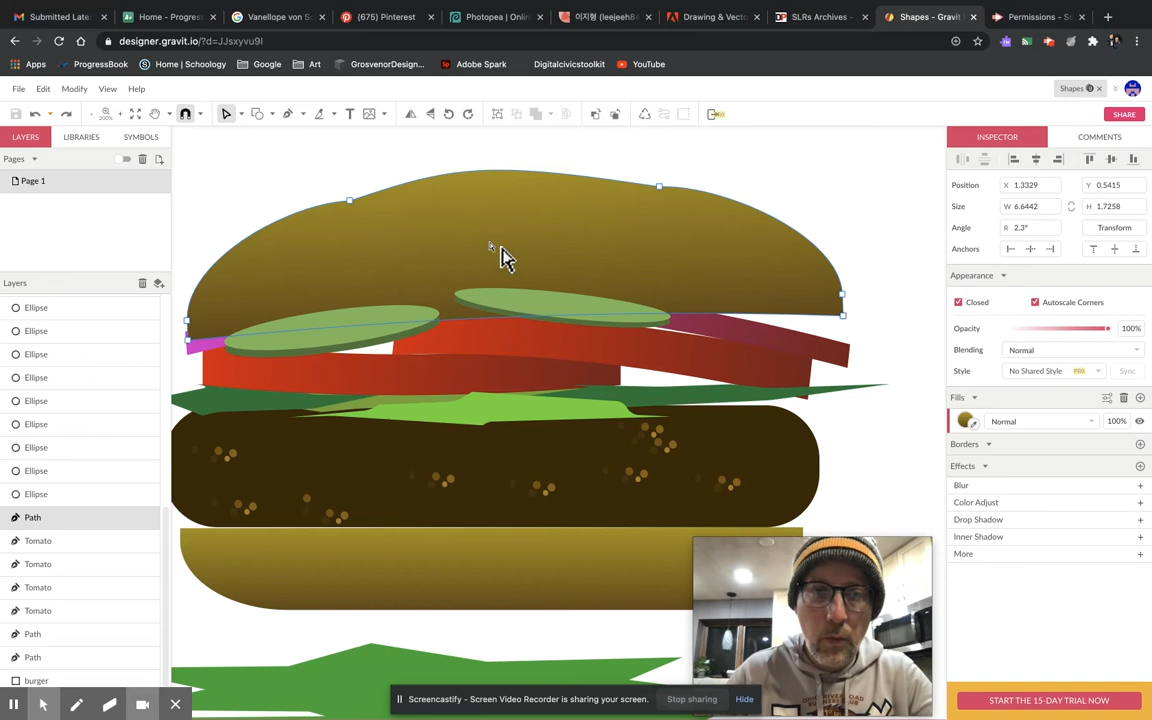 Submitted Late:
Home - Progress
Vanellope von Sc
(675) Pinterest
Photopea | Onlin
이지형 (leejeeh84
Drawing & Vecto
SLRs Archives -
Shapes - Gravit
Permissions - Sc
designer.gravit.io/?d=JJsxyvu9I
Apps
ProgressBook
Home | Schoology
Google
Art
GrosvenorDesign...
Adobe Spark
Digitalcivicstoolkit
YouTube
File Edit Modify View Help
Shapes
200%
PRO
SHARE
LAYERS LIBRARIES SYMBOLS
INSPECTOR COMMENTS
Pages
Page 1
Layers
Ellipse
Ellipse
Ellipse
Ellipse
Ellipse
Ellipse
Ellipse
Ellipse
Ellipse
Path
Tomato
Tomato
Tomato
Tomato
Path
Path
burger
Position X 1.3329 Y 0.5415
Size W 6.6442 H 1.7258
Angle R 2.3° Transform
Anchors
Appearance
Closed Autoscale Corners
Opacity 100%
Blending Normal
Style No Shared Style PRO Sync
Fills
Normal 100%
Borders
Effects
Blur
Color Adjust
Drop Shadow
Inner Shadow
More
START THE 15-DAY TRIAL NOW
Screencastify - Screen Video Recorder is sharing your screen. Stop sharing Hide